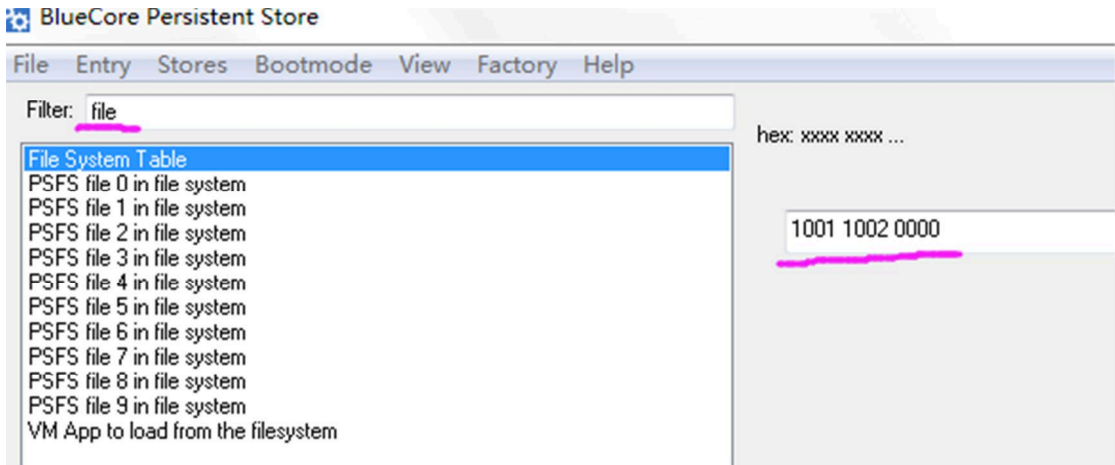 BlueCore Persistent Store
File Entry Stores Bootmode View Factory Help
Filter: file
hex: xxxx xxxx ...
File System Table
PSFS file 0 in file system
PSFS file 1 in file system
1001 1002 0000
PSFS file 2 in file system
PSFS file 3 in file system
PSFS file 4 in file system
PSFS file 5 in file system
PSFS file 6 in file system
PSFS file 7 in file system
PSFS file 8 in file system
PSFS file 9 in file system
VM App to load from the filesystem